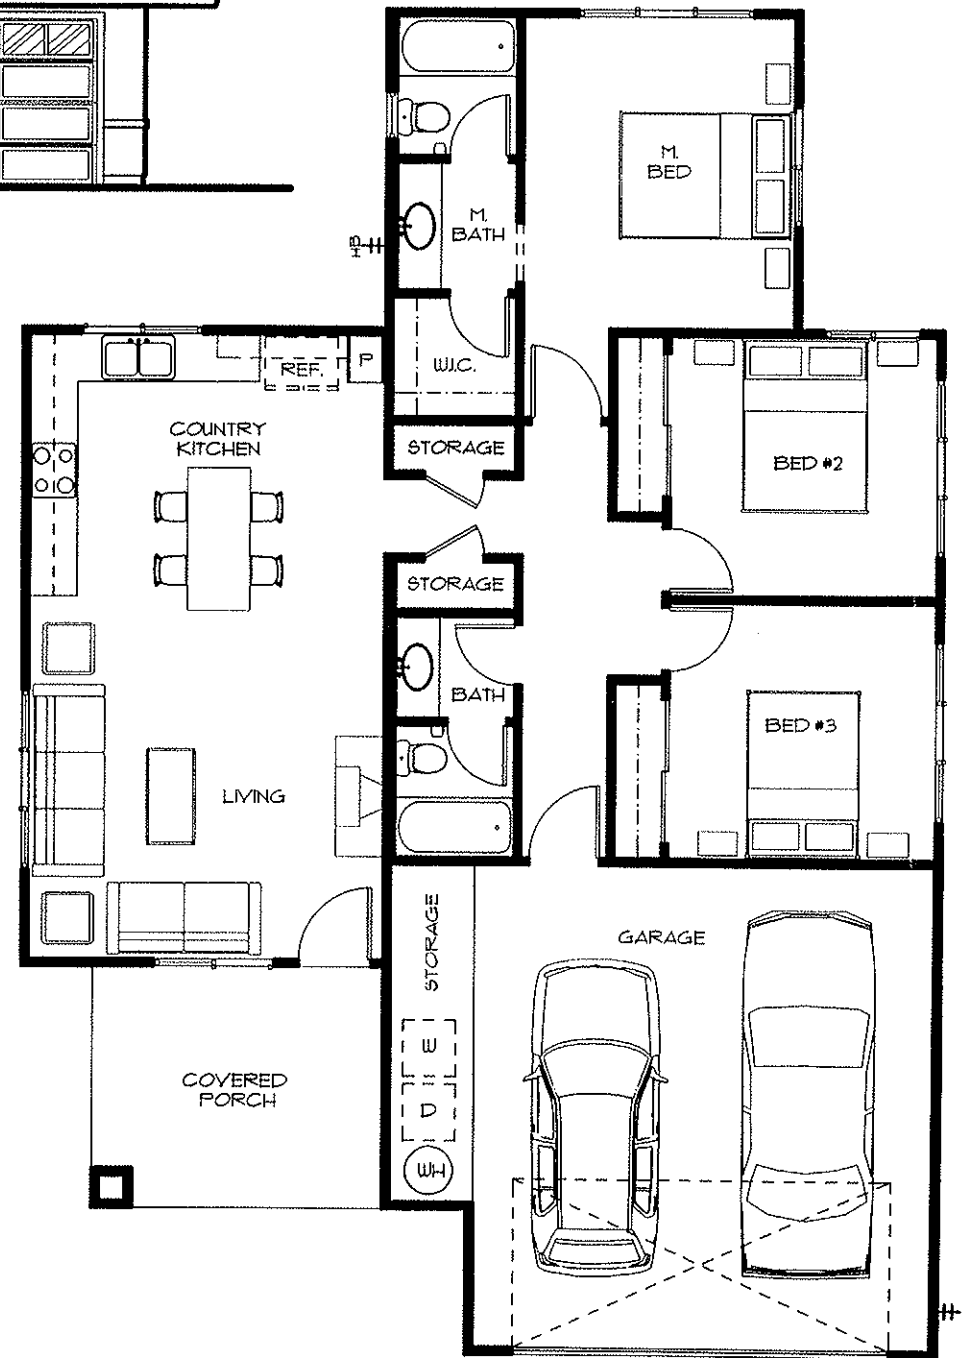 M.
BED
M.
BATH
HB
W.I.C.
REF.
P
COUNTRY
KITCHEN
STORAGE
BED #2
STORAGE
BATH
BED #3
LIVING
STORAGE
GARAGE
W
D
WH
COVERED
PORCH